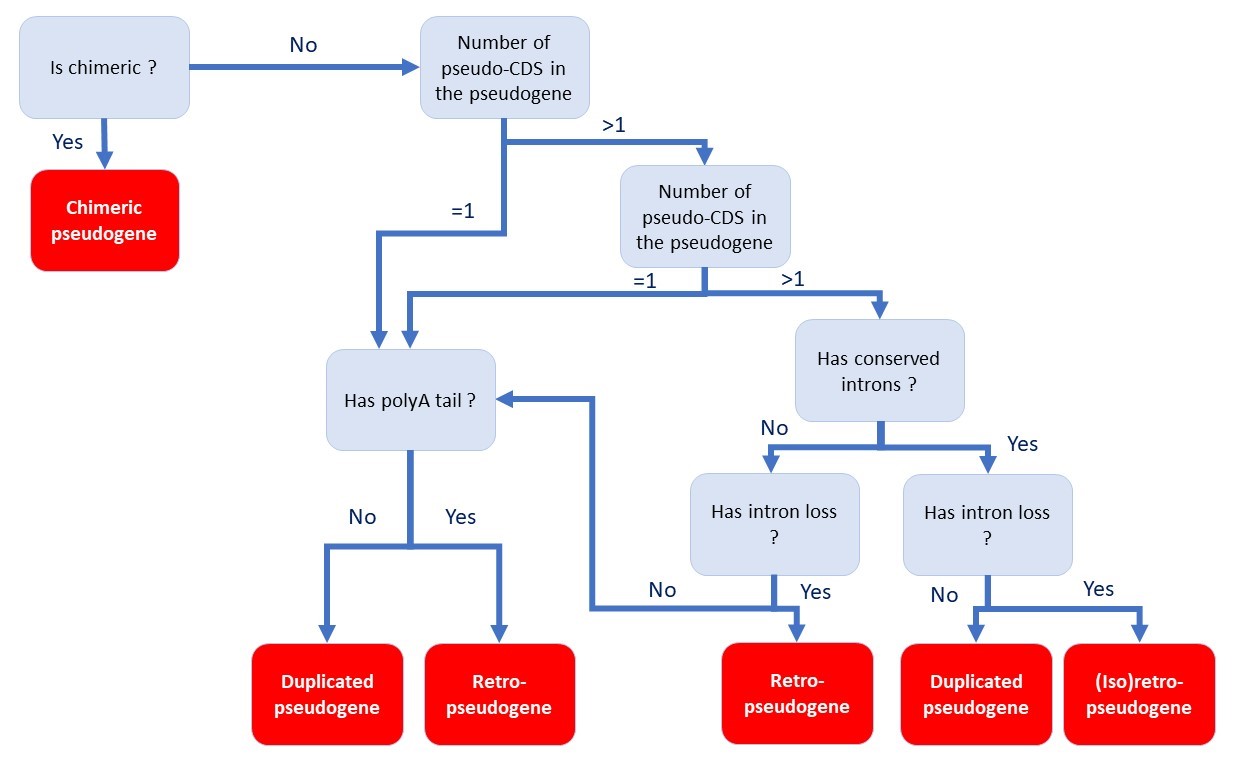 Is chimeric ?
No
Number of
pseudo-CDS in
the pseudogene
Yes
>1
Chimeric
pseudogene
=1
Number of
pseudo-CDS in
the pseudogene
=1
>1
Has polyA tail ?
Has conserved
introns ?
No
Yes
Has intron loss
?
Has intron loss
?
No
Yes
No
Yes
No
Yes
Duplicated
pseudogene
Retro-
pseudogene
Retro-
pseudogene
Duplicated
pseudogene
(Iso)retro-
pseudogene